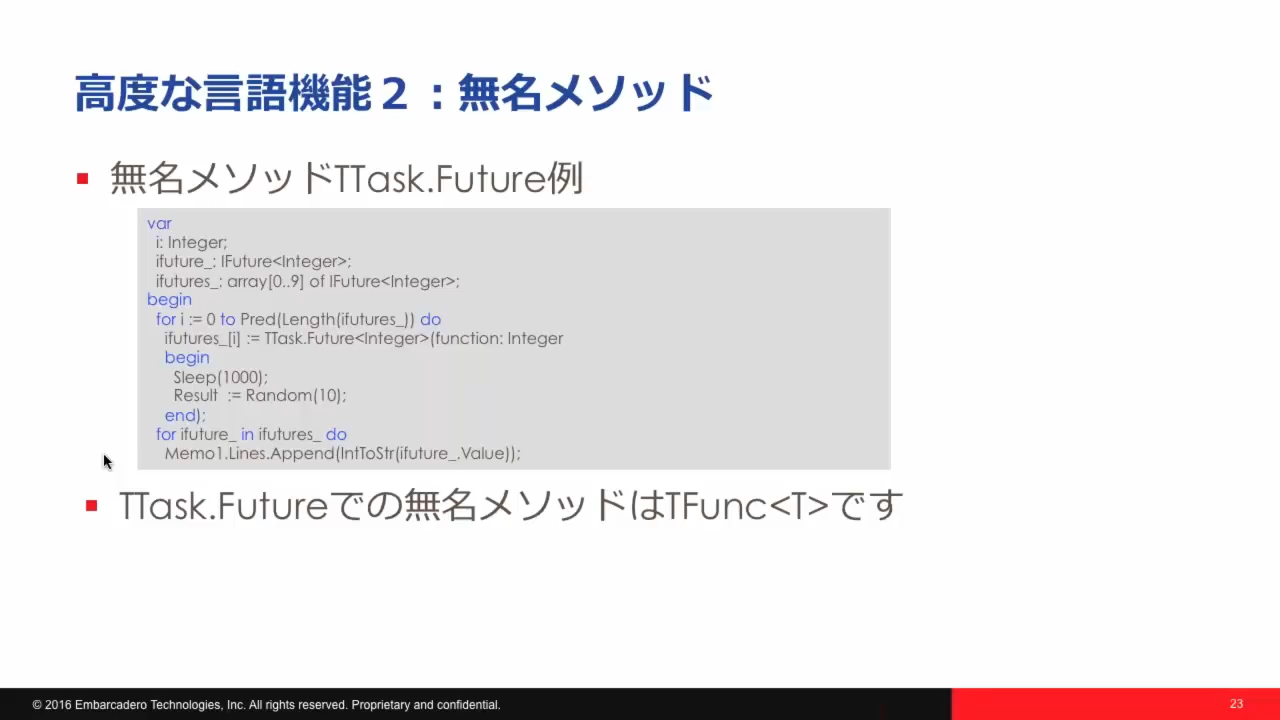 高度な言語機能２：無名メソッド
無名メソッドTTask.Future例
var
i: Integer;
ifuture_: IFuture<Integer>;
ifutures_: array[0..9] of IFuture<Integer>;
begin
for i := 0 to Pred(Length(ifutures_)) do
ifutures_[i] := TTask.Future<Integer>(function: Integer
begin
Sleep(1000);
Result := Random(10);
end);
for ifuture_ in ifutures_ do
Memo1.Lines.Append(IntToStr(ifuture_.Value));
TTask.Futureでの無名メソッドはTFunc<T>です
© 2016 Embarcadero Technologies, Inc. All rights reserved. Proprietary and confidential.
23